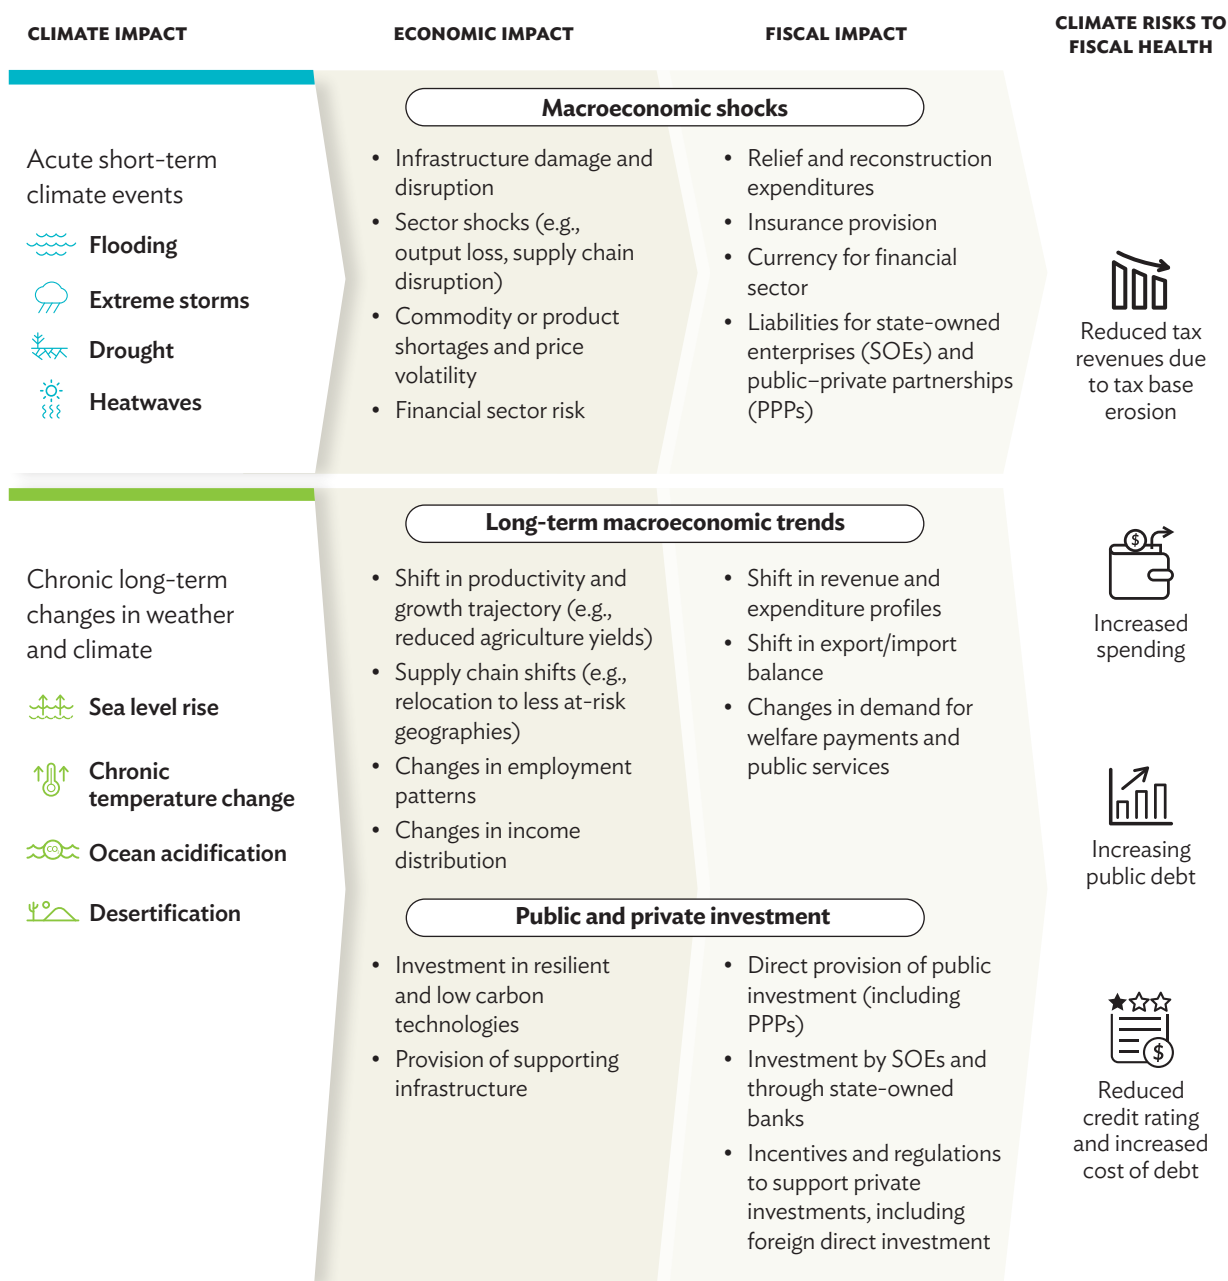 CLIMATE IMPACT
ECONOMIC IMPACT
FISCAL IMPACT
CLIMATE RISKS TO
FISCAL HEALTH
Macroeconomic shocks
Acute short-term
climate events
Flooding
Extreme storms
Drought
Heatwaves
• Infrastructure damage and
disruption
• Sector shocks (e.g.,
output loss, supply chain
disruption)
• Commodity or product
shortages and price
volatility
• Financial sector risk
• Relief and reconstruction
expenditures
• Insurance provision
• Currency for financial
sector
• Liabilities for state-owned
enterprises (SOEs) and
public–private partnerships
(PPPs)
Reduced tax
revenues due
to tax base
erosion
Long-term macroeconomic trends
Chronic long-term
changes in weather
and climate
Sea level rise
Chronic
temperature change
CO₂
Ocean acidification
Desertification
• Shift in productivity and
growth trajectory (e.g.,
reduced agriculture yields)
• Supply chain shifts (e.g.,
relocation to less at-risk
geographies)
• Changes in employment
patterns
• Changes in income
distribution
• Shift in revenue and
expenditure profiles
• Shift in export/import
balance
• Changes in demand for
welfare payments and
public services
$
Increased
spending
Increasing
public debt
Public and private investment
• Investment in resilient
and low carbon
technologies
• Provision of supporting
infrastructure
• Direct provision of public
investment (including
PPPs)
• Investment by SOEs and
through state-owned
banks
• Incentives and regulations
to support private
investments, including
foreign direct investment
$
Reduced
credit rating
and increased
cost of debt